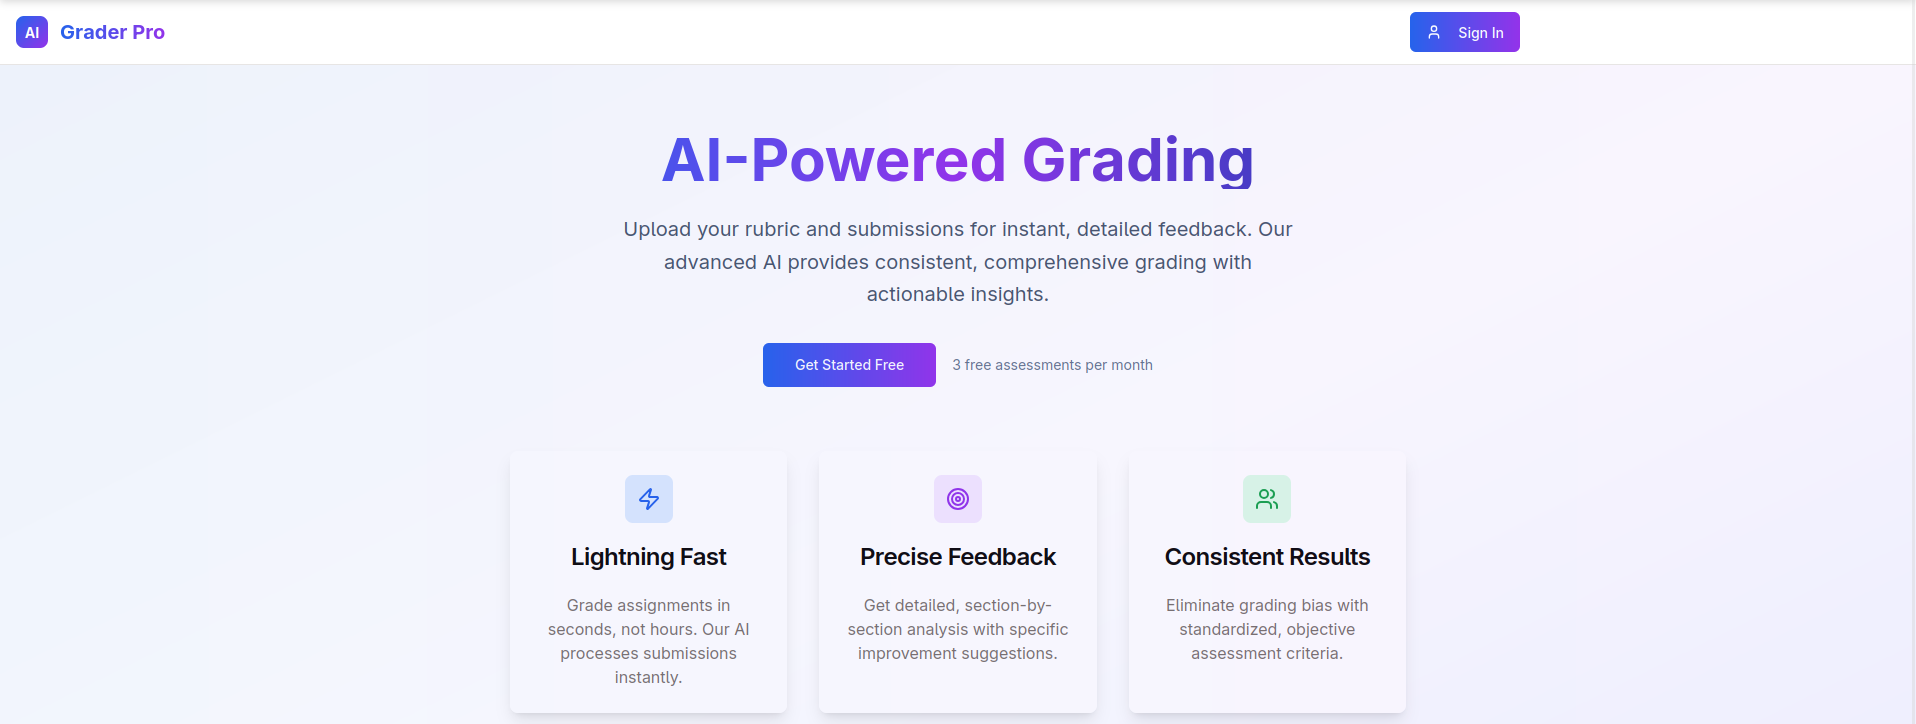 AI Grader Pro
Sign In
AI-Powered Grading
Upload your rubric and submissions for instant, detailed feedback. Our
advanced AI provides consistent, comprehensive grading with
actionable insights.
Get Started Free
3 free assessments per month
Lightning Fast
Grade assignments in
seconds, not hours. Our AI
processes submissions
instantly.
Precise Feedback
Get detailed, section-by-
section analysis with specific
improvement suggestions.
Consistent Results
Eliminate grading bias with
standardized, objective
assessment criteria.